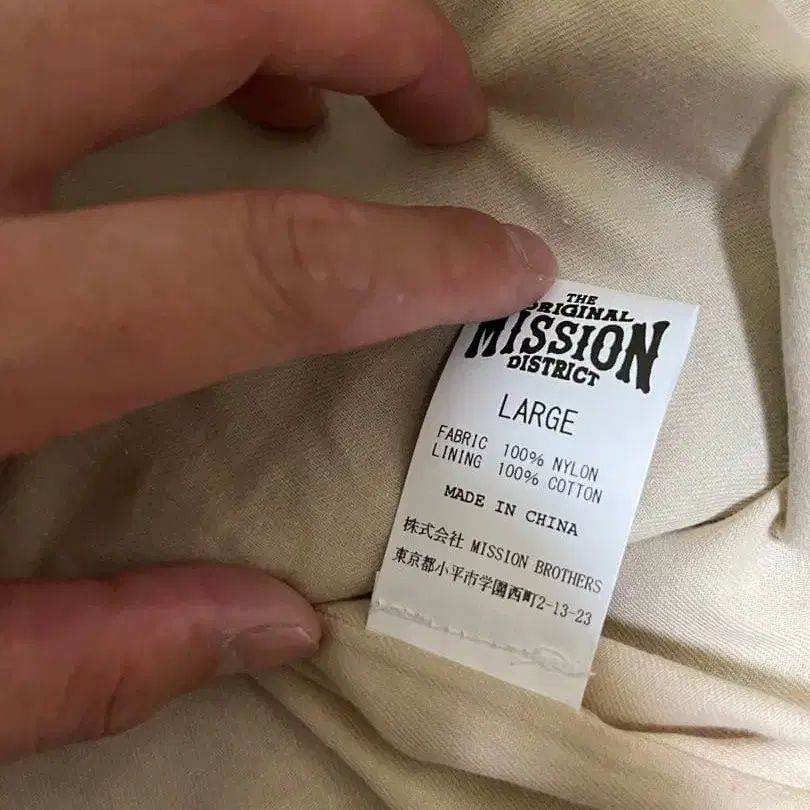 THE
ORIGINAL
MISSION
DISTRICT
LARGE
FABRIC 100% NYLON
LINING 100% COTTON
MADE IN CHINA
株式会社 MISSION BROTHERS
東京都小平市学園西町2-13-23